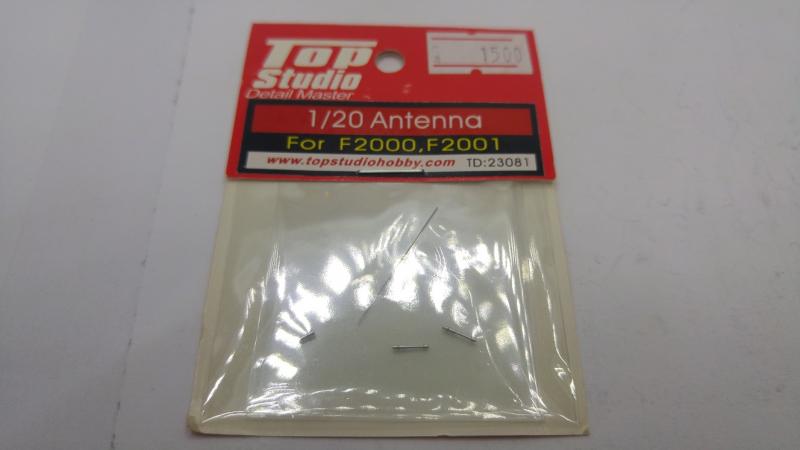 Top
Studio
Detail Master
1500
1/20 Antenna
For F2000,F2001
www.topstudiohobby.com TD:23081